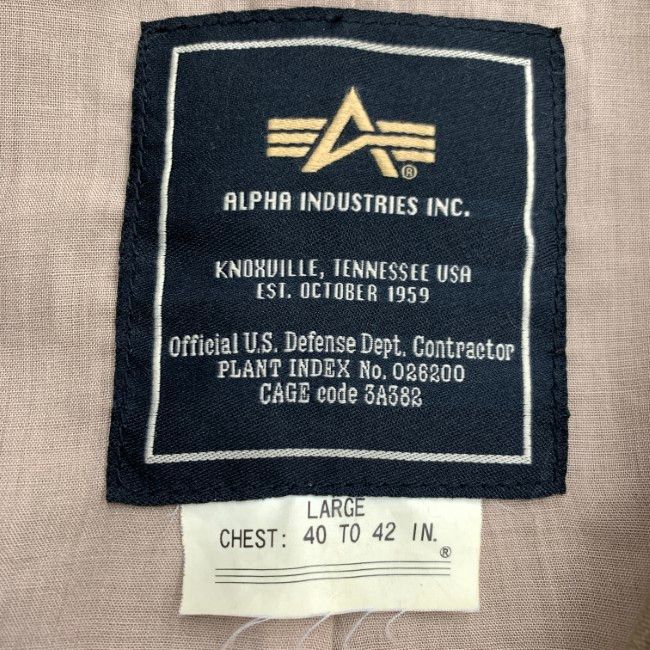 ®
ALPHA INDUSTRIES INC.
KNOXVILLE, TENNESSEE USA
EST. OCTOBER 1959
Official U.S. Defense Dept. Contractor
PLANT INDEX No. 026200
CAGE code 3A382
LARGE
CHEST: 40 TO 42 IN.
®